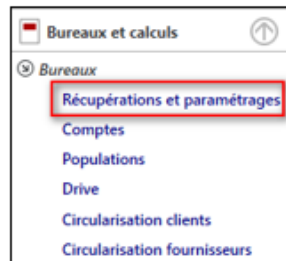 Bureaux et calculs
Bureaux
Récupérations et paramétrages
Comptes
Populations
Drive
Circularisation clients
Circularisation fournisseurs